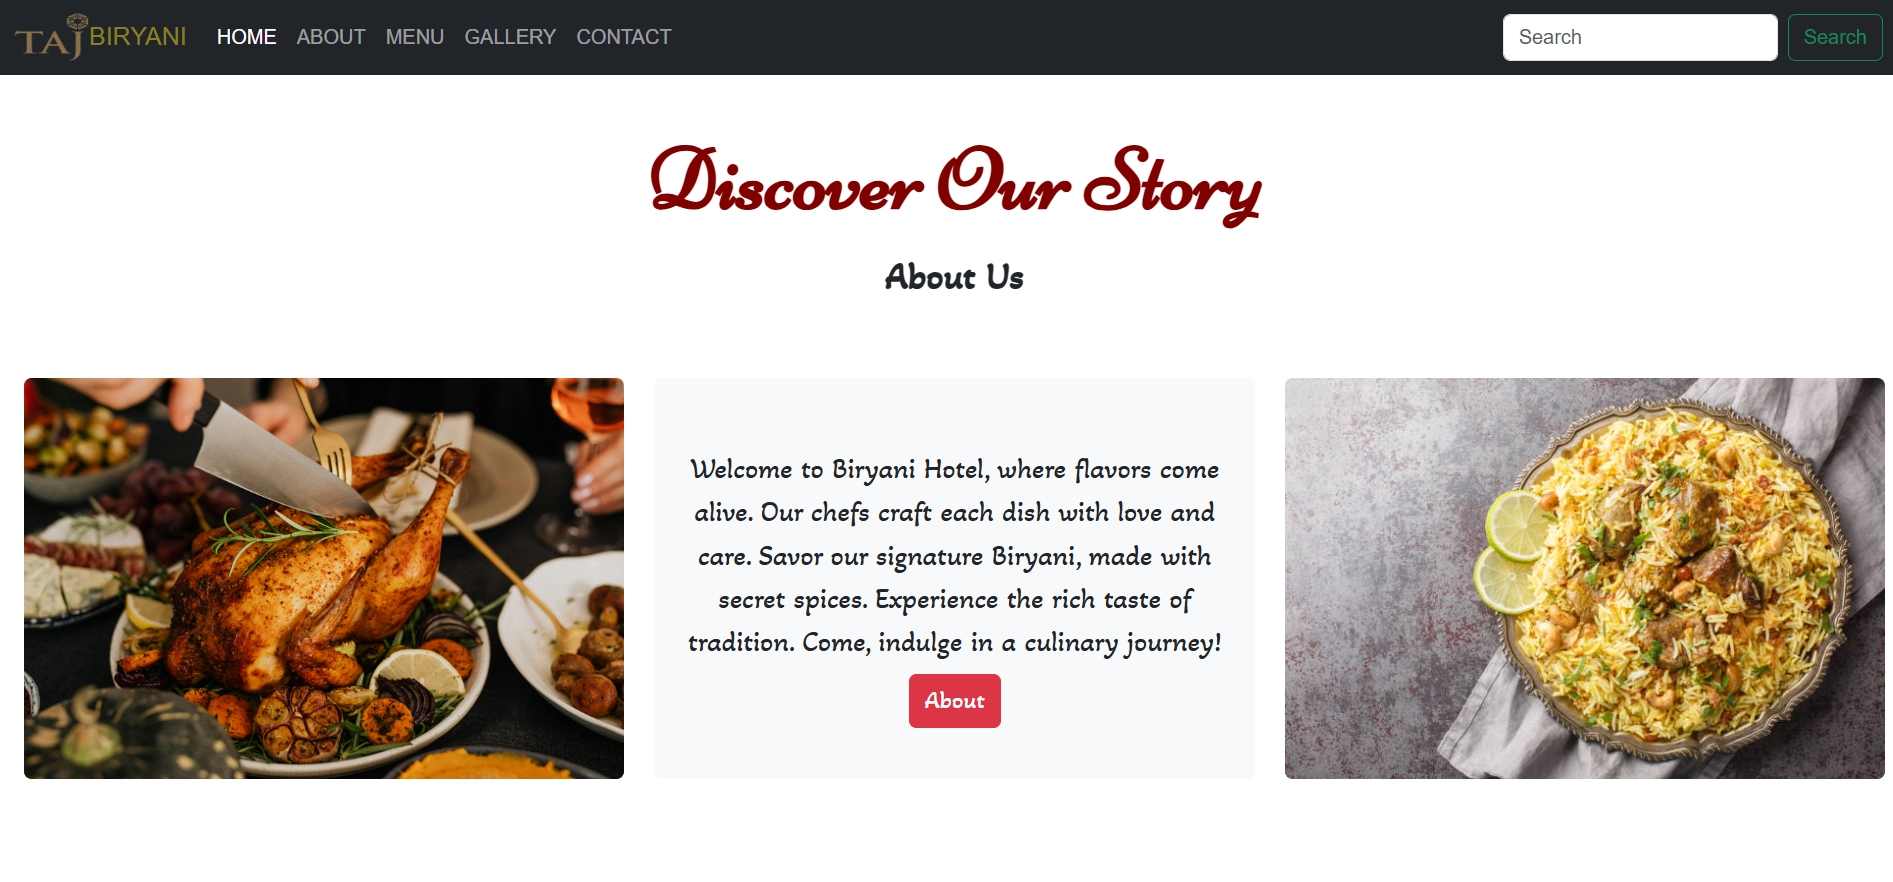 TAJ BIRYANI HOME ABOUT MENU GALLERY CONTACT Search Search
Discover Our Story
About Us
Welcome to Biryani Hotel, where flavors come
alive. Our chefs craft each dish with love and
care. Savor our signature Biryani, made with
secret spices. Experience the rich taste of
tradition. Come, indulge in a culinary journey!
About